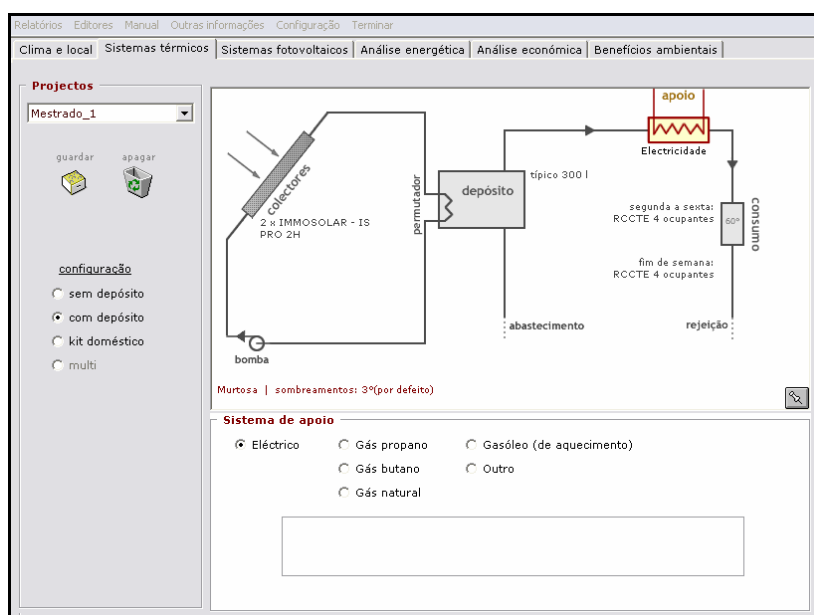 Relatórios Editores Manual Outras informações Configuração Terminar
Clima e local Sistemas térmicos Sistemas fotovoltaicos Análise energética Análise económica Benefícios ambientais
Projectos
Mestrado_1
guardar apagar
configuração
sem depósito
com depósito
kit doméstico
multi
apoio
Electricidade
colectores
2 x IMMOSOLAR - IS
PRO 2H
permutador
depósito
típico 300 l
segunda a sexta:
RCCTE 4 ocupantes
60°
consumo
fim de semana:
RCCTE 4 ocupantes
abastecimento
rejeição
bomba
Murtosa | sombreamentos: 3º(por defeito)
Sistema de apoio
Eléctrico Gás propano Gasóleo (de aquecimento)
Gás butano Outro
Gás natural